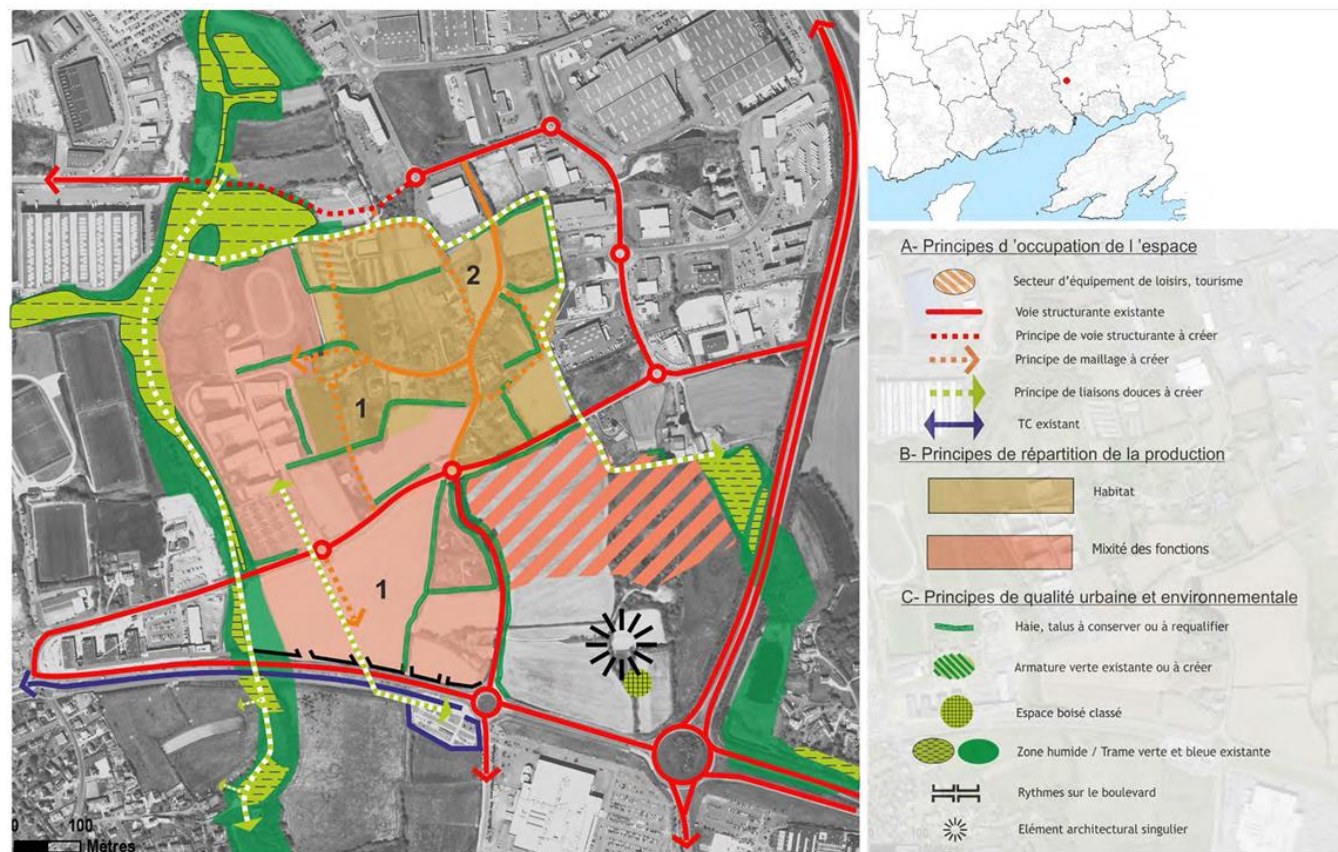 2
1
1
0 100
Mètres
A- Principes d 'occupation de l 'espace
Secteur d'équipement de loisirs, tourisme
Voie structurante existante
Principe de voie structurante à créer
Principe de maillage à créer
Principe de liaisons douces à créer
TC existant
B- Principes de répartition de la production
Habitat
Mixité des fonctions
C- Principes de qualité urbaine et environnementale
Haie, talus à conserver ou à requalifier
Armature verte existante ou à créer
Espace boisé classé
Zone humide / Trame verte et bleue existante
Rythmes sur le boulevard
Elément architectural singulier